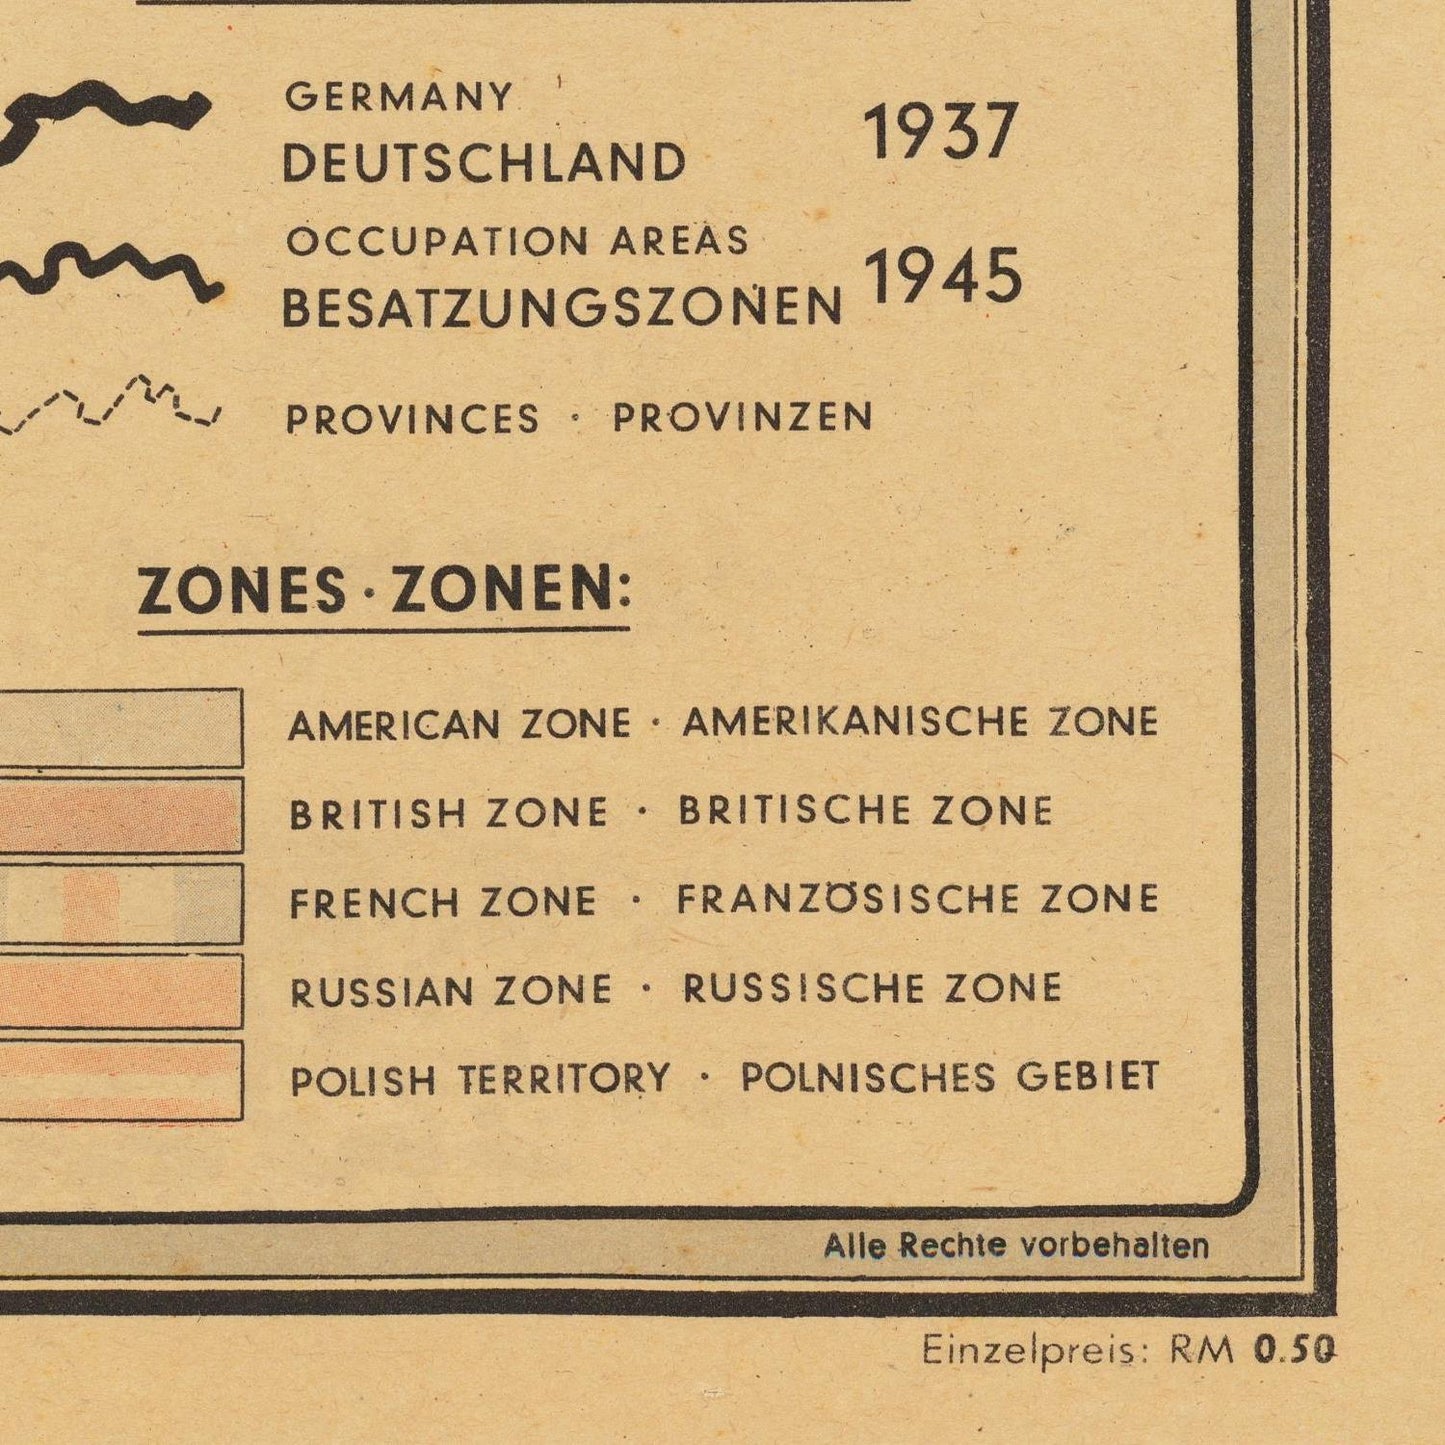 GERMANY
DEUTSCHLAND
1937
OCCUPATION AREAS
BESATZUNGSZONEN
1945
PROVINCES · PROVINZEN
ZONES · ZONEN:
AMERICAN ZONE · AMERIKANISCHE ZONE
BRITISH ZONE · BRITISCHE ZONE
FRENCH ZONE · FRANZÖSISCHE ZONE
RUSSIAN ZONE · RUSSISCHE ZONE
POLISH TERRITORY · POLNISCHES GEBIET
Alle Rechte vorbehalten
Einzelpreis: RM 0.50